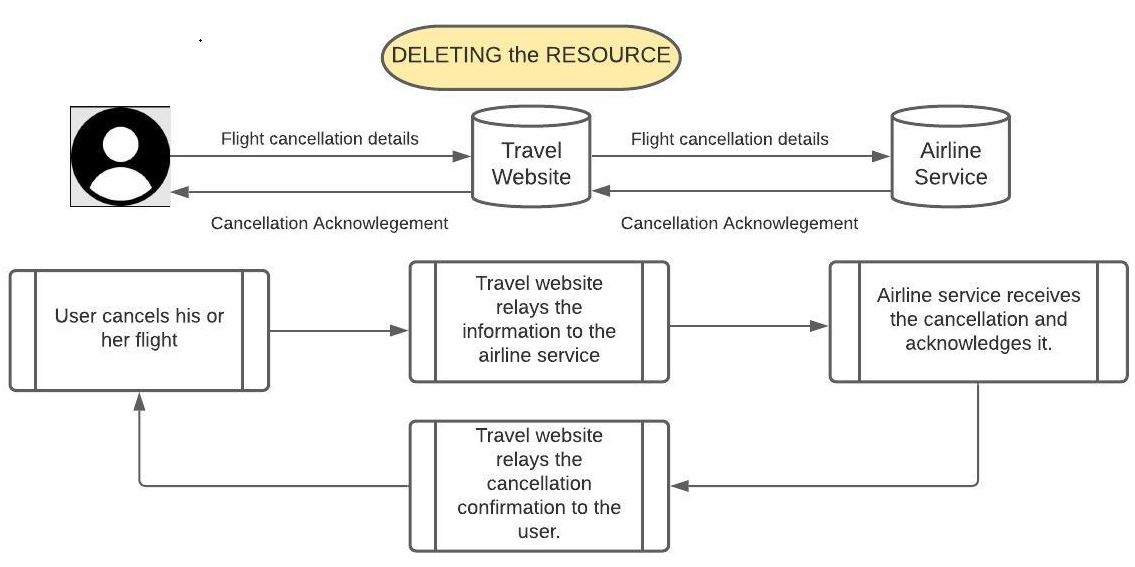 DELETING the RESOURCE
Flight cancellation details
Flight cancellation details
Travel
Website
Airline
Service
Cancellation Acknowlegement
Cancellation Acknowlegement
User cancels his or
her flight
Travel website
relays the
information to the
airline service
Airline service receives
the cancellation and
acknowledges it.
Travel website
relays the
cancellation
confirmation to the
user.